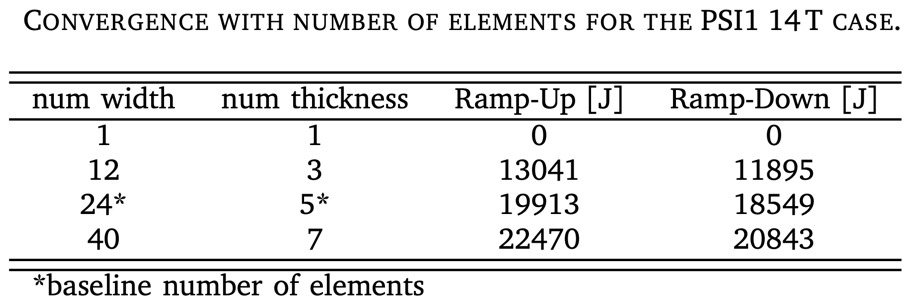 CONVERGENCE WITH NUMBER OF ELEMENTS FOR THE PSI1 14 T CASE.
num width num thickness Ramp-Up [J] Ramp-Down [J]
1 1 0 0
12 3 13041 11895
24* 5* 19913 18549
40 7 22470 20843
*baseline number of elements